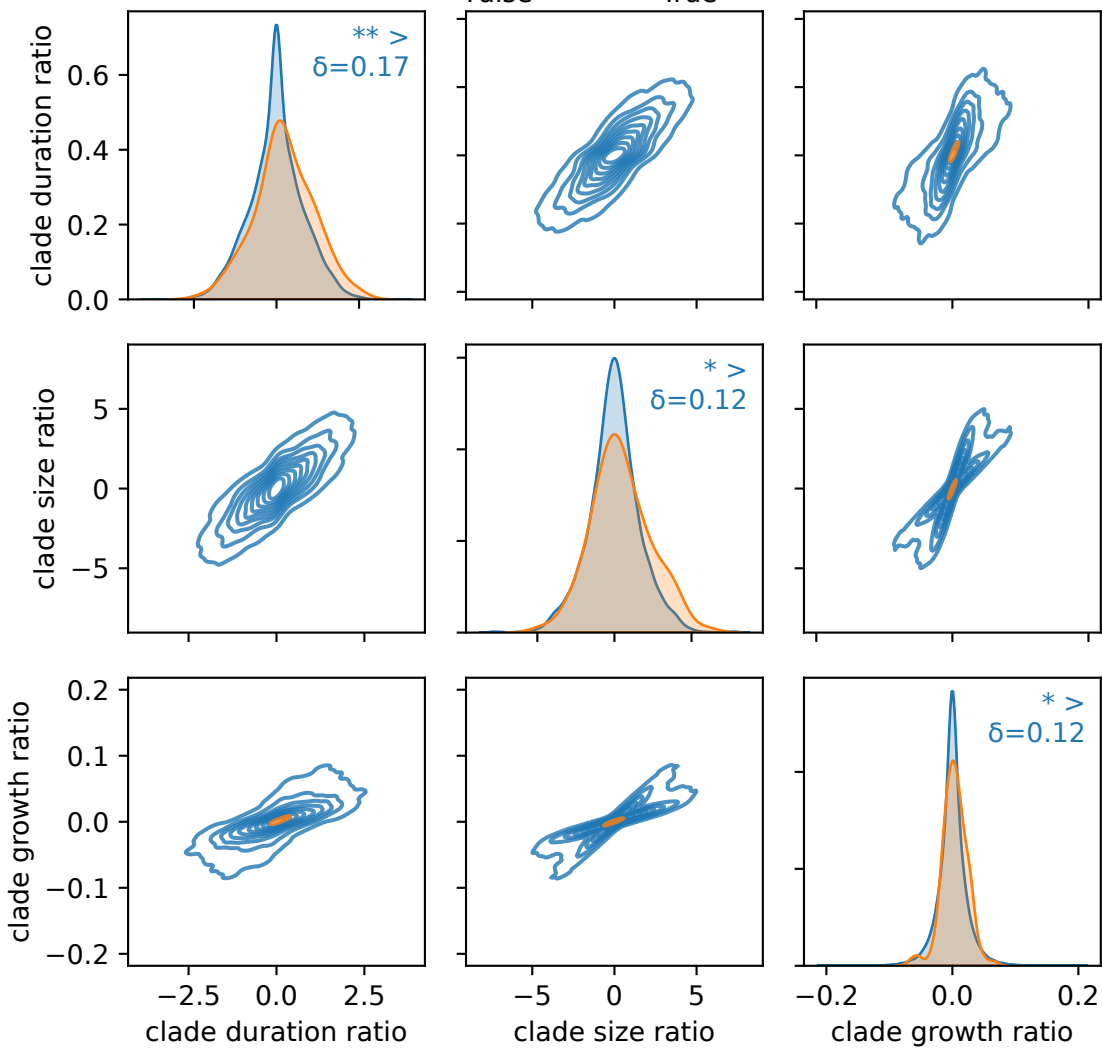 clade duration ratio
0.6
0.4
0.2
0.0
** >
δ=0.17
clade size ratio
5
0
−5
* >
δ=0.12
clade growth ratio
0.2
0.1
0.0
−0.1
−0.2
* >
δ=0.12
−2.5 0.0 2.5
clade duration ratio
−5 0 5
clade size ratio
−0.2 0.0 0.2
clade growth ratio